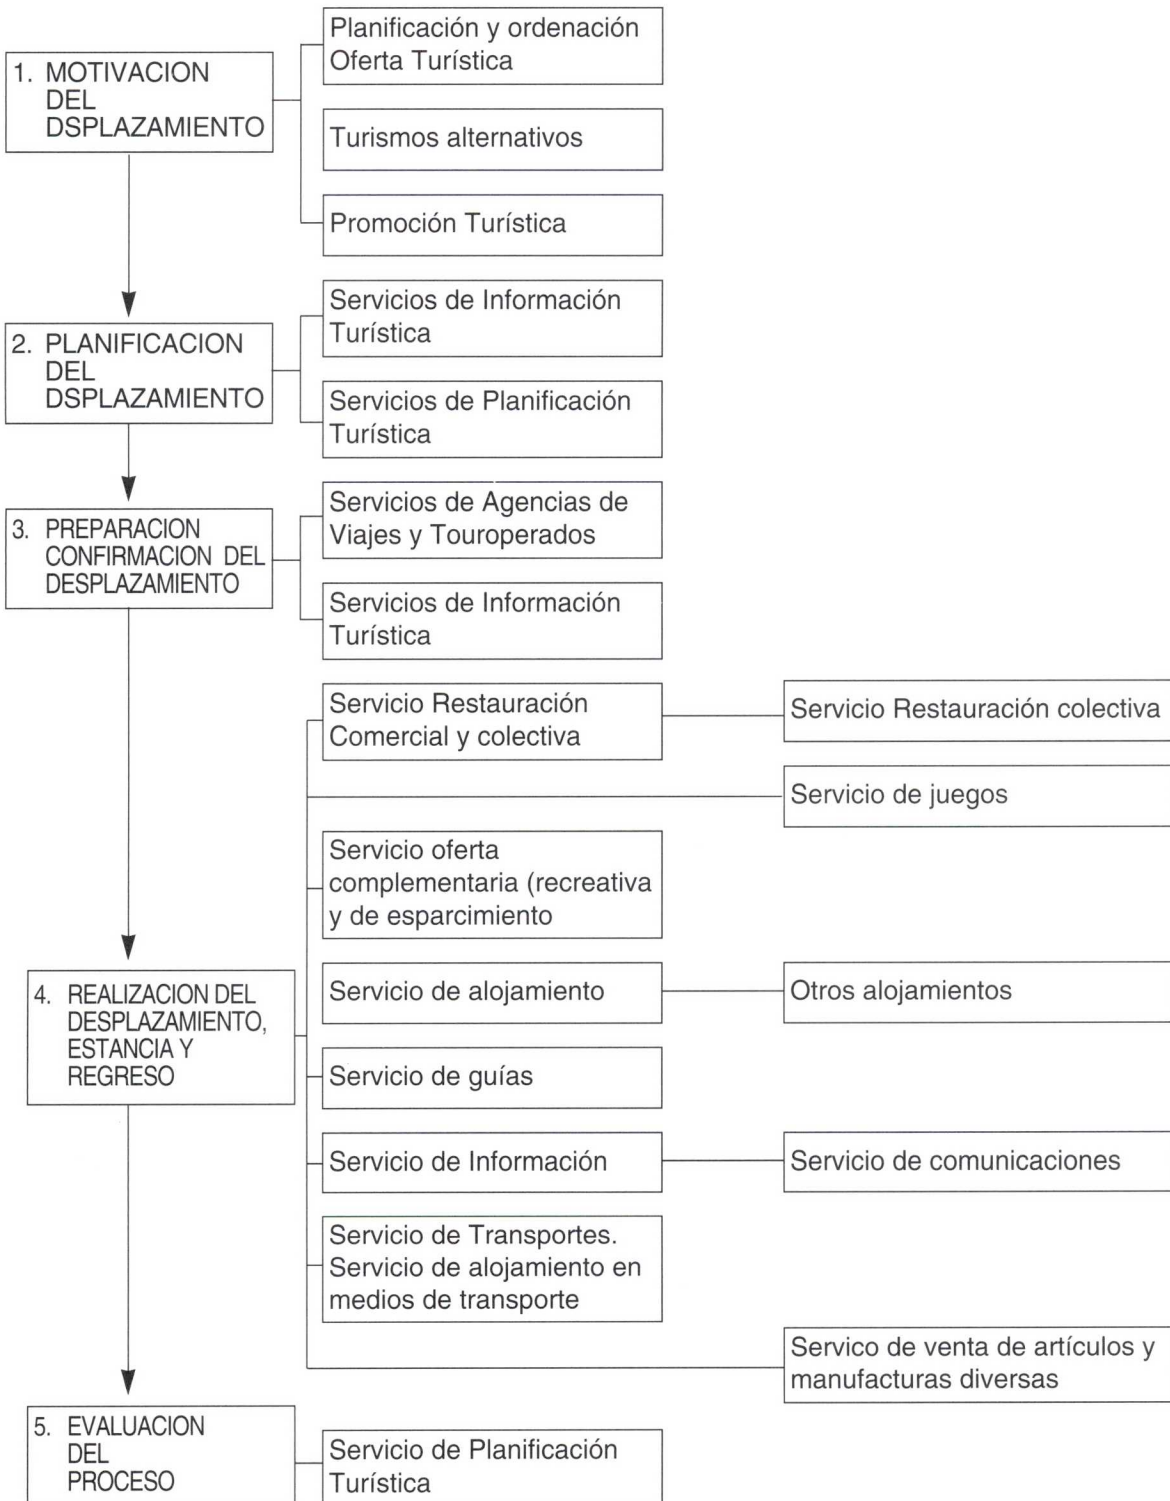 1. MOTIVACION
DEL
DSPLAZAMIENTO
Planificación y ordenación
Oferta Turística
Turismos alternativos
Promoción Turística
2. PLANIFICACION
DEL
DSPLAZAMIENTO
Servicios de Información
Turística
Servicios de Planificación
Turística
3. PREPARACION
CONFIRMACION DEL
DESPLAZAMIENTO
Servicios de Agencias de
Viajes y Touroperados
Servicios de Información
Turística
4. REALIZACION DEL
DESPLAZAMIENTO,
ESTANCIA Y
REGRESO
Servicio Restauración
Comercial y colectiva
Servicio Restauración colectiva
Servicio de juegos
Servicio oferta
complementaria (recreativa
y de esparcimiento
Servicio de alojamiento
Otros alojamientos
Servicio de guías
Servicio de Información
Servicio de comunicaciones
Servicio de Transportes.
Servicio de alojamiento en
medios de transporte
Servico de venta de artículos y
manufacturas diversas
5. EVALUACION
DEL
PROCESO
Servicio de Planificación
Turística